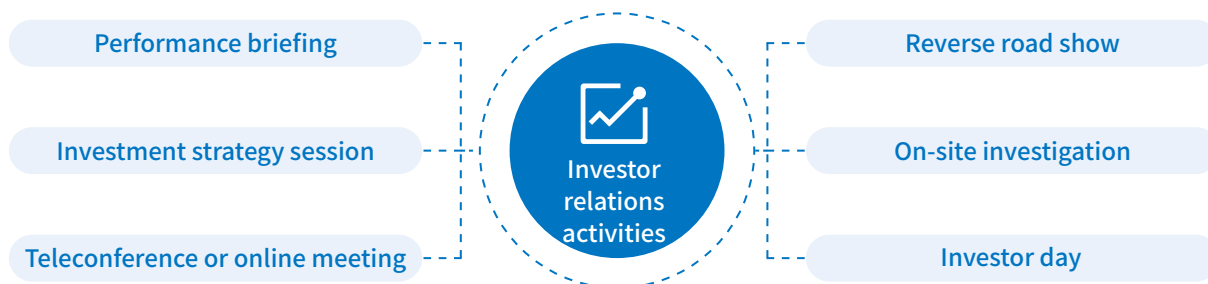 Performance briefing
Investment strategy session
Teleconference or online meeting
Investor
relations
activities
Reverse road show
On-site investigation
Investor day